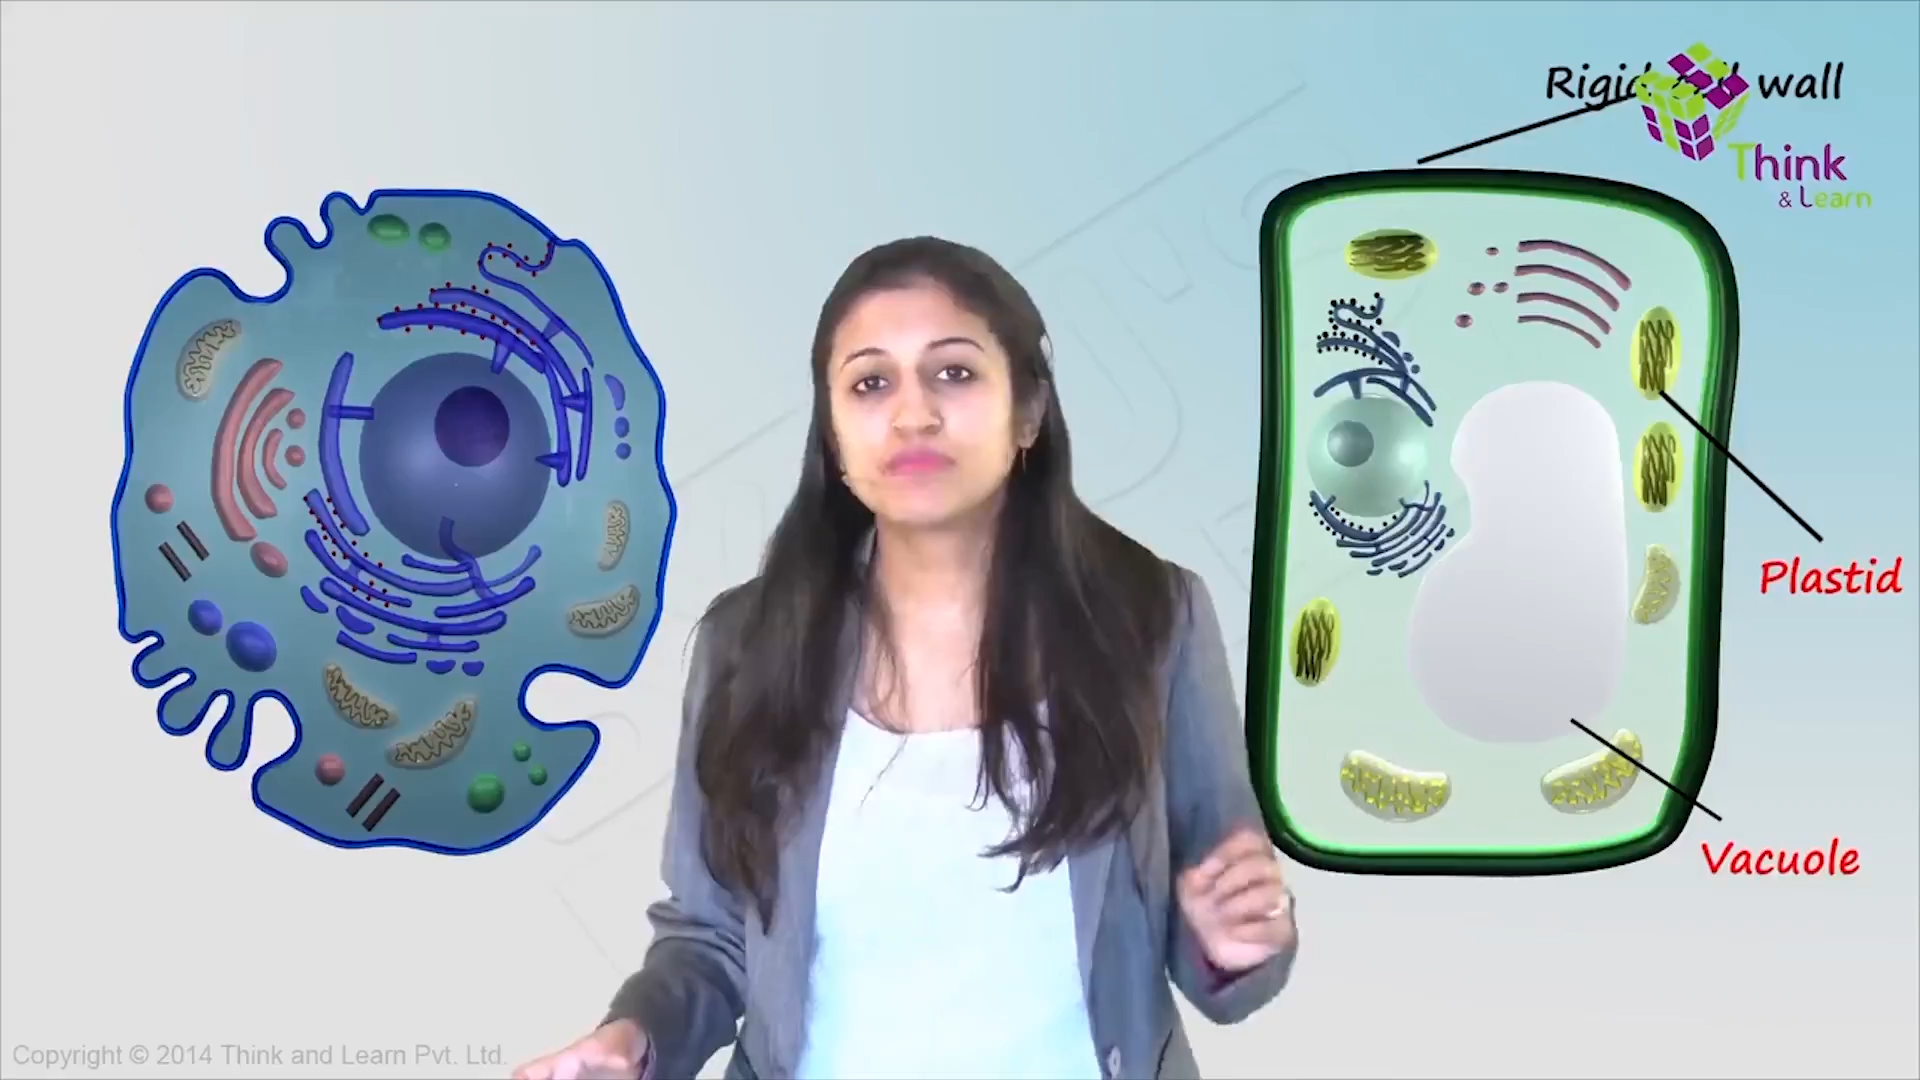 Rigid wall
Think
& Learn
Plastid
Vacuole
Copyright © 2014 Think and Learn Pvt. Ltd.